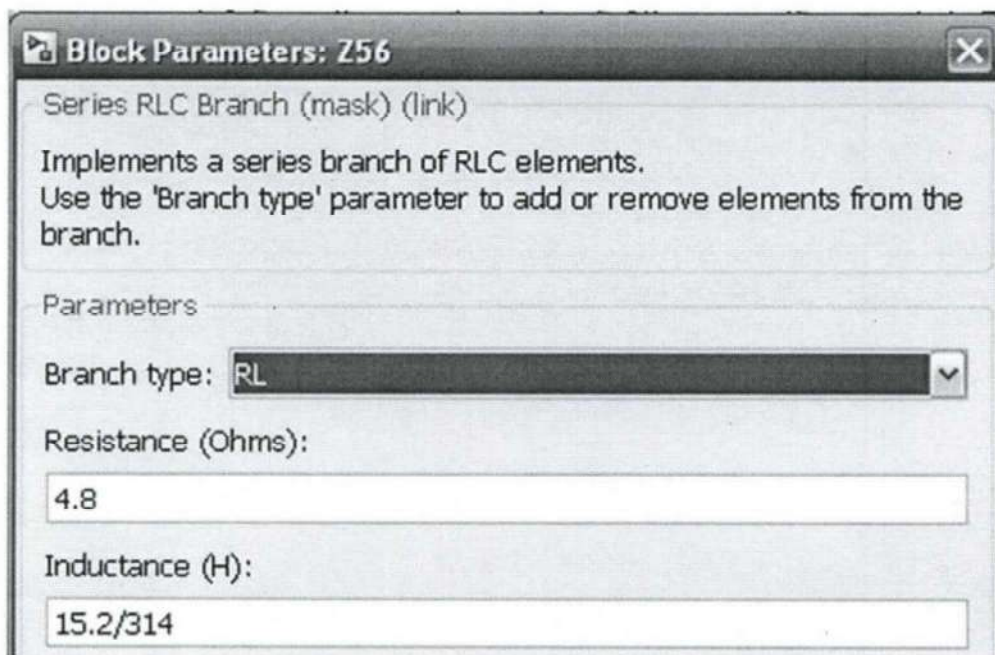 Block Parameters: Z56
Series RLC Branch (mask) (link)
Implements a series branch of RLC elements.
Use the 'Branch type' parameter to add or remove elements from the
branch.
Parameters
Branch type: RL
Resistance (Ohms):
4.8
Inductance (H):
15.2/314